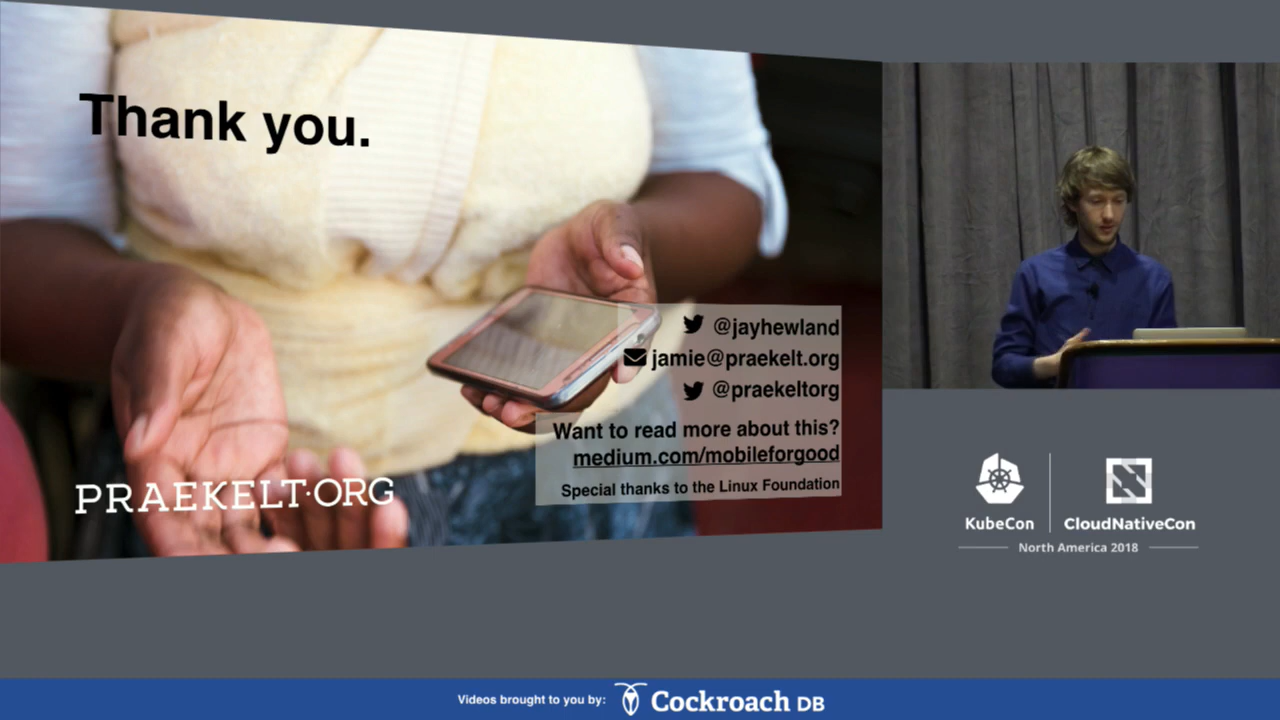 Thank you.
@jayhewland
jamie@praekelt.org
@praekeltorg
Want to read more about this?
medium.com/mobileforgood
Special thanks to the Linux Foundation
PRAEKELT.ORG
KubeCon
CloudNativeCon
North America 2018
Videos brought to you by:
Cockroach DB